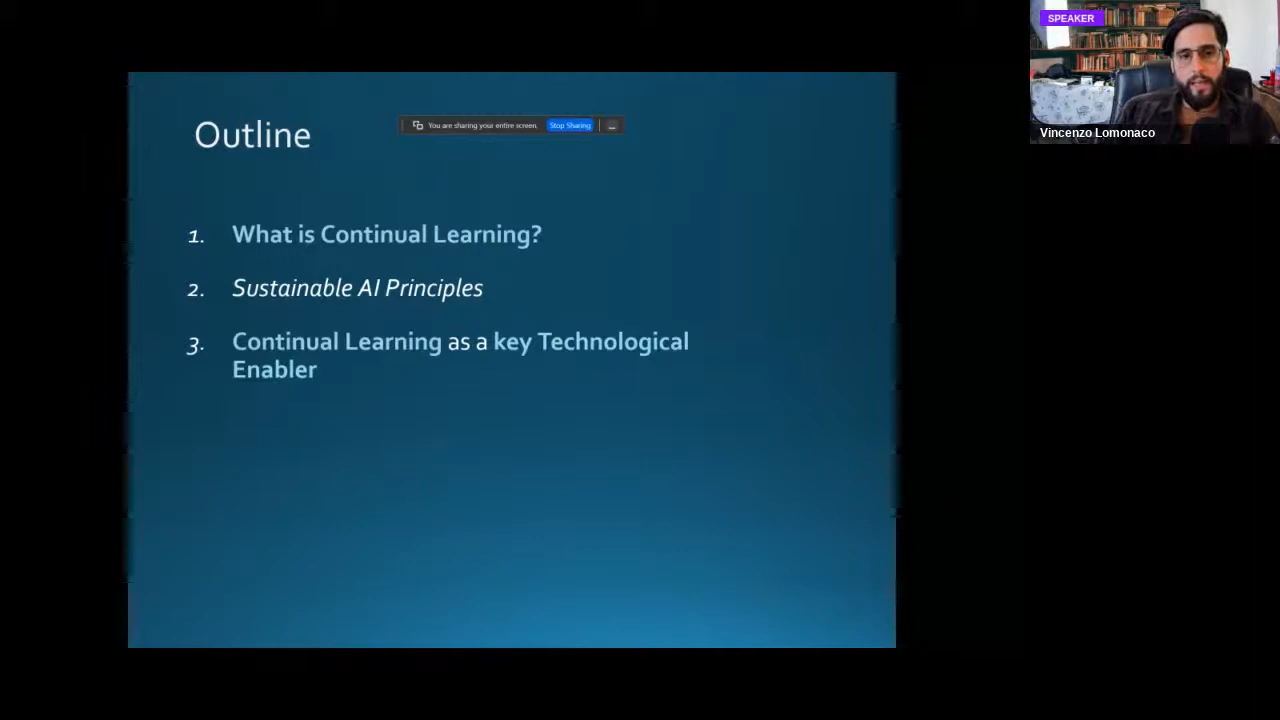 SPEAKER
Vincenzo Lomonaco
Outline
You are sharing your entire screen.
Stop Sharing
1. What is Continual Learning?
2. Sustainable AI Principles
3. Continual Learning as a key Technological
Enabler